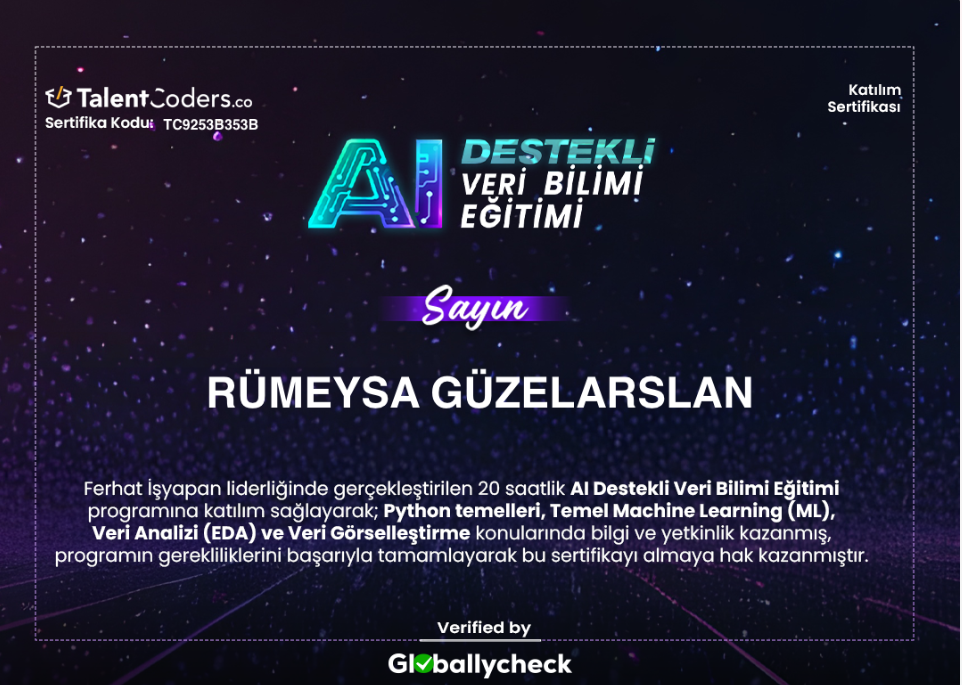 TalentCoders.co
Sertifika Kodu: TC9253B353B
Katılım
Sertifikası
AI DESTEKLİ
VERİ BİLİMİ
EĞİTİMİ
Sayın
RÜMEYSA GÜZELARSLAN
Ferhat İşyapan liderliğinde gerçekleştirilen 20 saatlik AI Destekli Veri Bilimi Eğitimi
programına katılım sağlayarak; Python temelleri, Temel Machine Learning (ML),
Veri Analizi (EDA) ve Veri Görselleştirme konularında bilgi ve yetkinlik kazanmış,
programın gerekliliklerini başarıyla tamamlayarak bu sertifikayı almaya hak kazanmıştır.
Verified by
Globallycheck